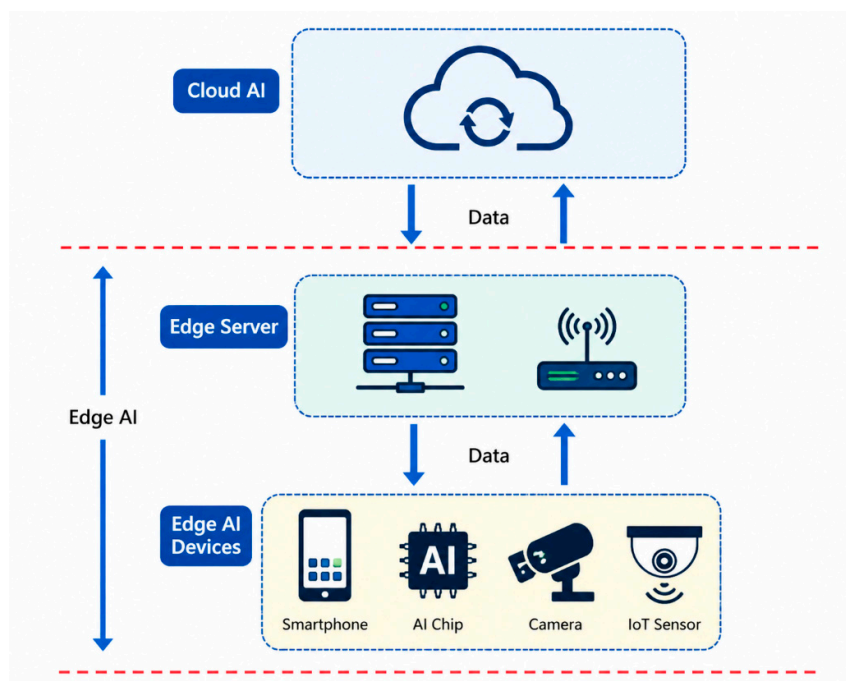 Cloud AI
Data
Edge Server
Edge AI
Data
Edge AI
Devices
AI
Smartphone
AI Chip
Camera
IoT Sensor